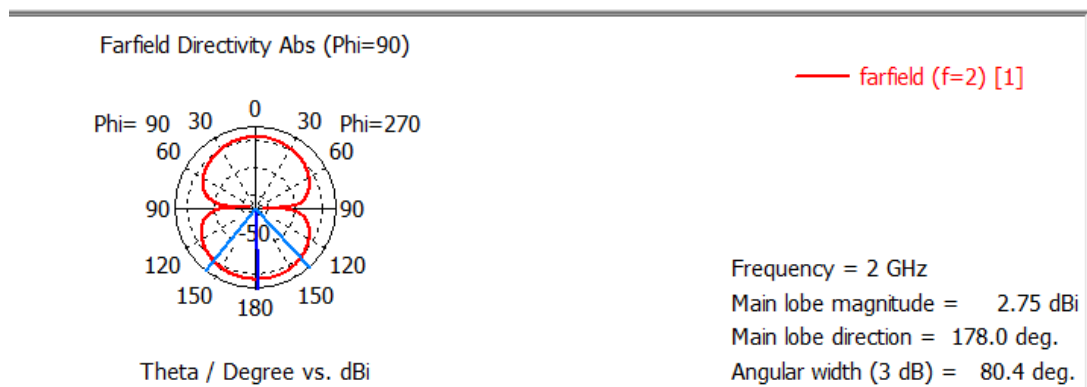 Farfield Directivity Abs (Phi=90)
farfield (f=2) [1]
0
Phi= 90 30 30 Phi=270
60 60
90 90
-50
120 120
150 150
180
Theta / Degree vs. dBi
Frequency = 2 GHz
Main lobe magnitude = 2.75 dBi
Main lobe direction = 178.0 deg.
Angular width (3 dB) = 80.4 deg.